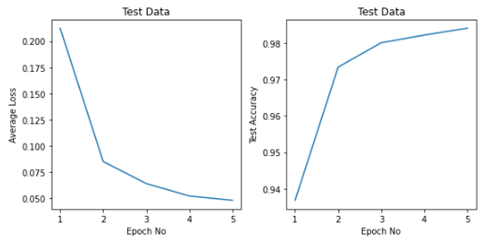 Test Data
0.200
0.175
0.150
0.125
0.100
0.075
0.050
Average Loss
1 2 3 4 5
Epoch No
Test Data
0.98
0.97
0.96
0.95
0.94
Test Accuracy
1 2 3 4 5
Epoch No